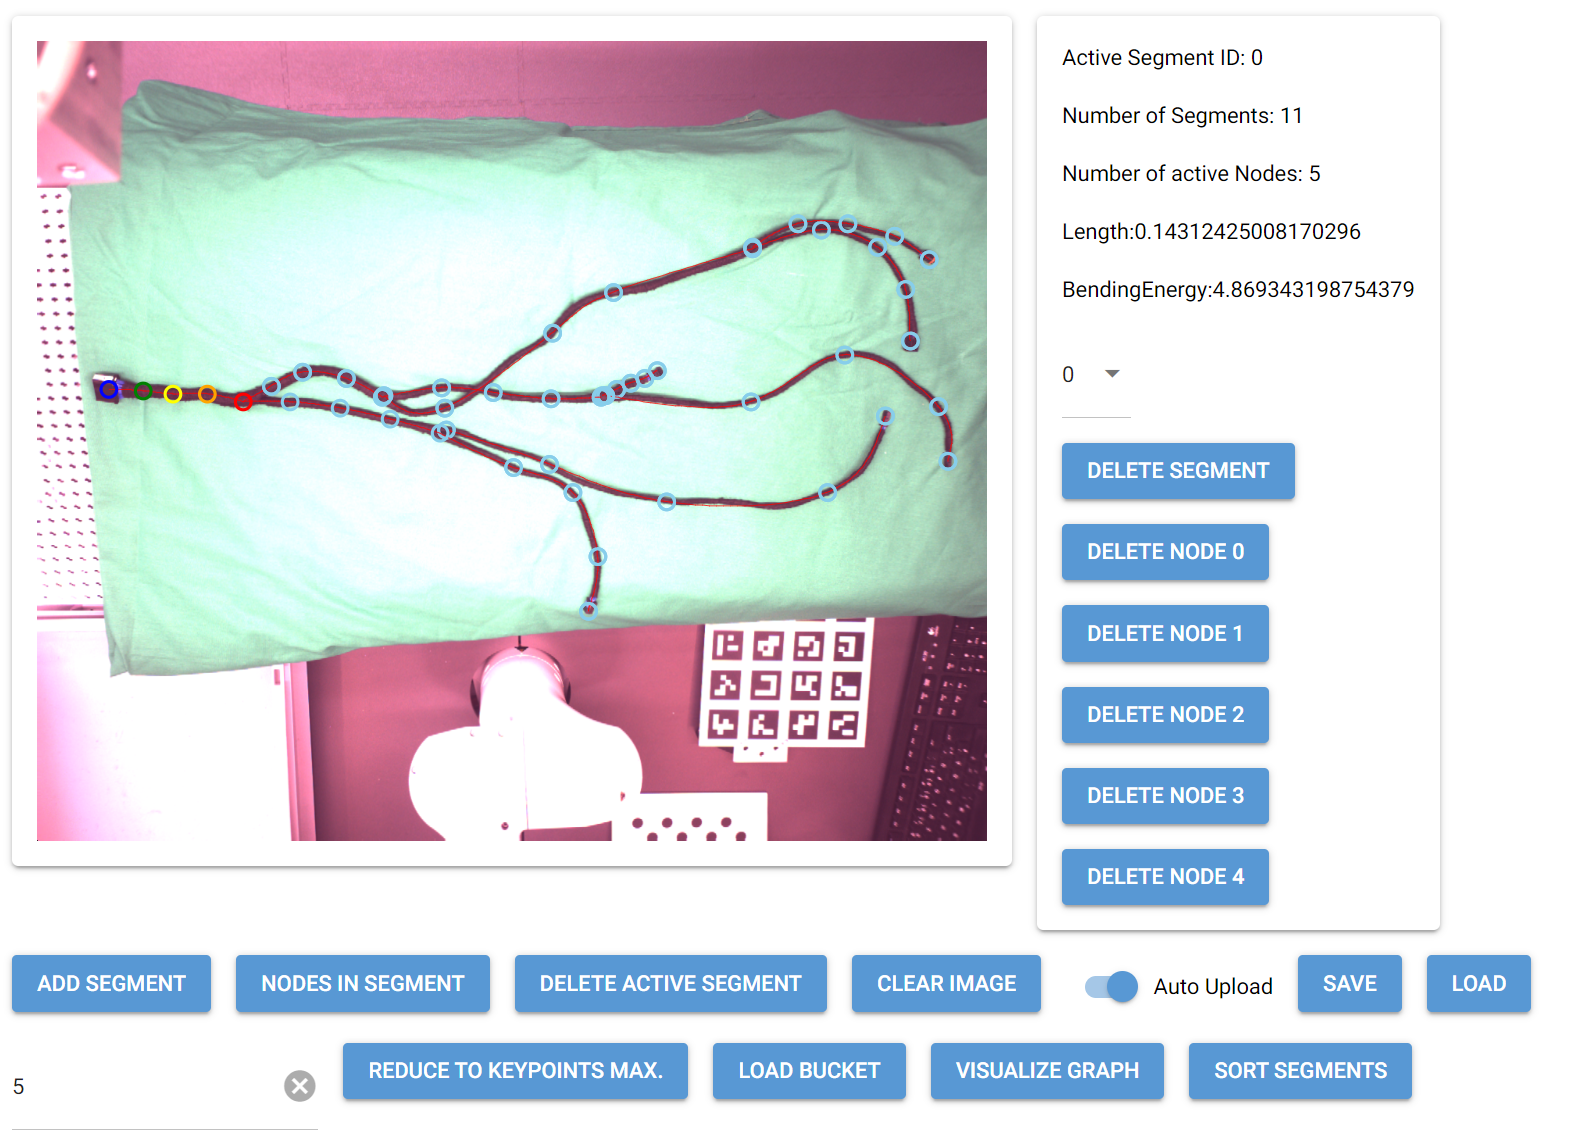 Active Segment ID: 0
Number of Segments: 11
Number of active Nodes: 5
Length:0.14312425008170296
BendingEnergy:4.869343198754379
0
DELETE SEGMENT
DELETE NODE 0
DELETE NODE 1
DELETE NODE 2
DELETE NODE 3
DELETE NODE 4
ADD SEGMENT
NODES IN SEGMENT
DELETE ACTIVE SEGMENT
CLEAR IMAGE
Auto Upload
SAVE
LOAD
5
REDUCE TO KEYPOINTS MAX.
LOAD BUCKET
VISUALIZE GRAPH
SORT SEGMENTS